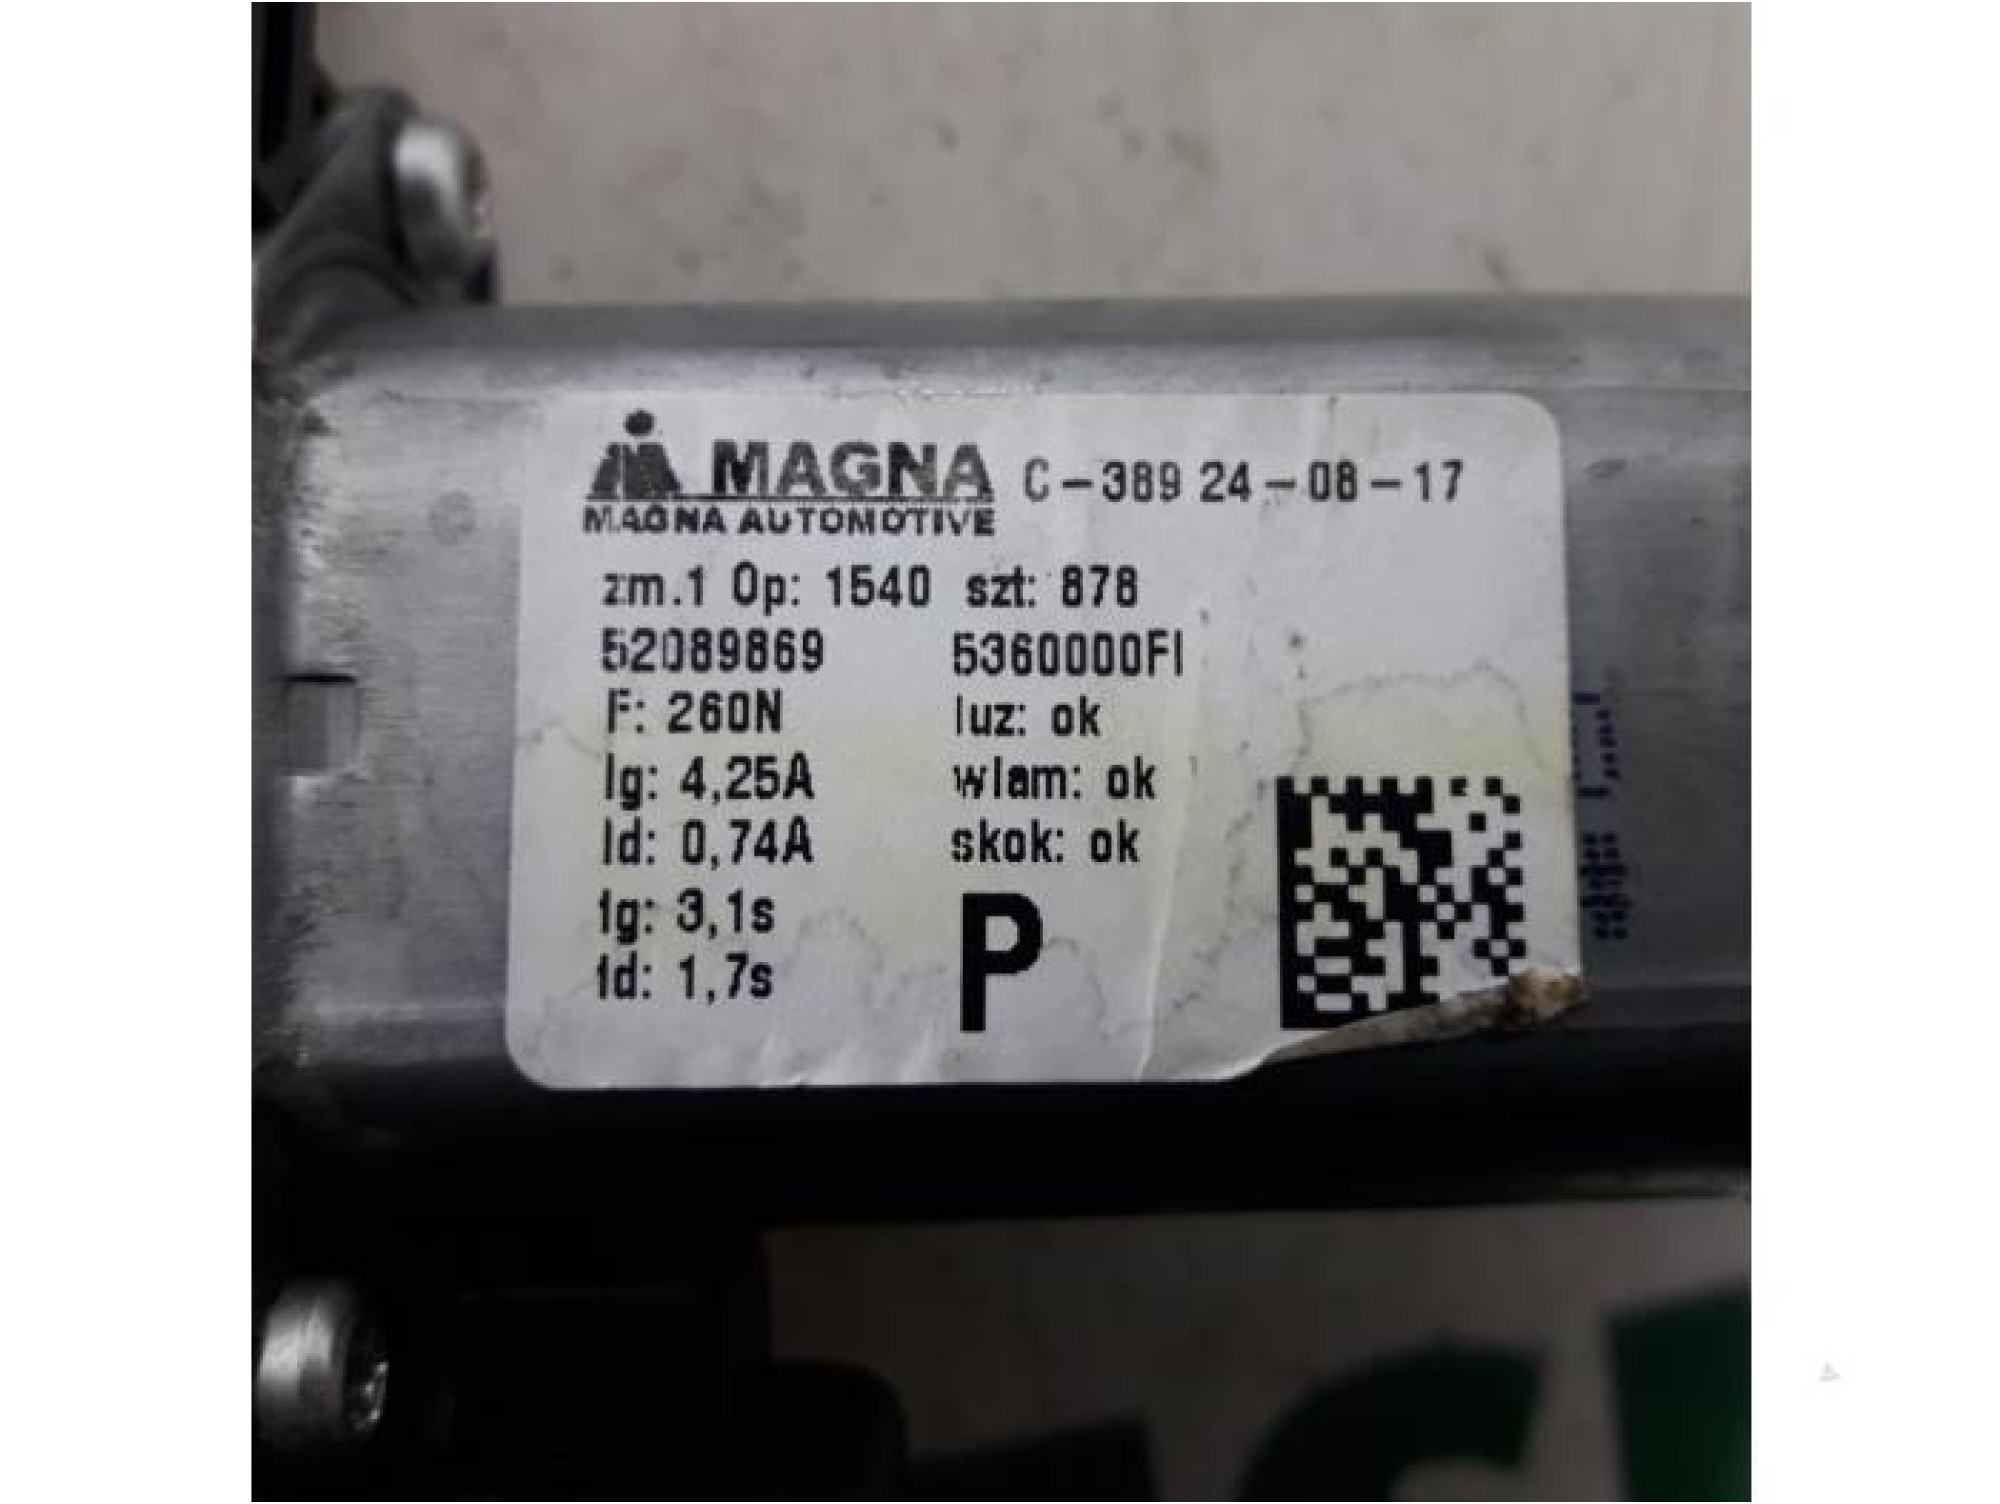 MAGNA C-389 24-08-17
MAGNA AUTOMOTIVE
zm.1 Op: 1540 szt: 878
52089869 5360000FI
F: 260N luz: ok
Ig: 4,25A wlam: ok
Id: 0,74A skok: ok
tg: 3,1s
td: 1,7s
P